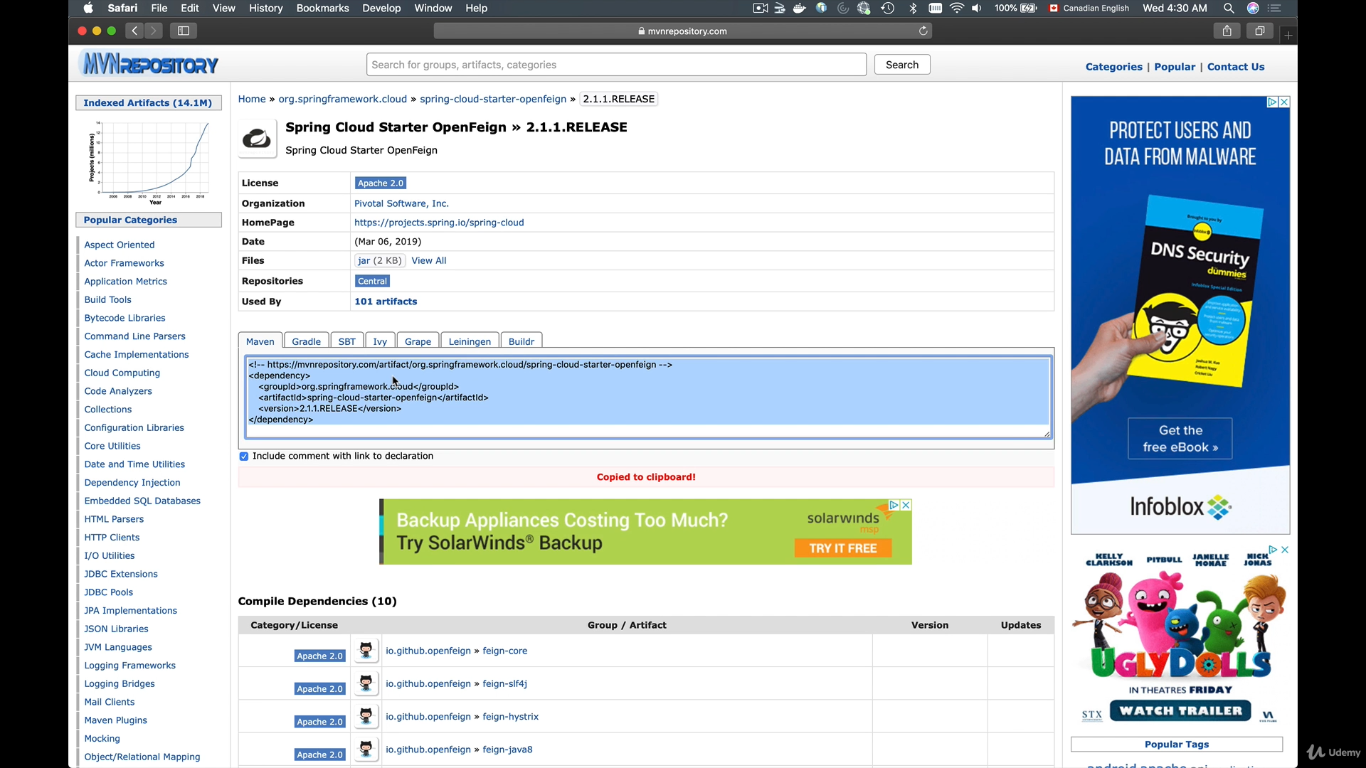 Safari File Edit View History Bookmarks Develop Window Help
100% Canadian English Wed 4:30 AM
mvnrepository.com
MVNREPOSITORY
Search for groups, artifacts, categories
Search
Categories | Popular | Contact Us
Indexed Artifacts (14.1M)
Projects (millions)
Year
Popular Categories
Aspect Oriented
Actor Frameworks
Application Metrics
Build Tools
Bytecode Libraries
Command Line Parsers
Cache Implementations
Cloud Computing
Code Analyzers
Collections
Configuration Libraries
Core Utilities
Date and Time Utilities
Dependency Injection
Embedded SQL Databases
HTML Parsers
HTTP Clients
I/O Utilities
JDBC Extensions
JDBC Pools
JPA Implementations
JSON Libraries
JVM Languages
Logging Frameworks
Logging Bridges
Mail Clients
Maven Plugins
Mocking
Object/Relational Mapping
Home » org.springframework.cloud » spring-cloud-starter-openfeign » 2.1.1.RELEASE
Spring Cloud Starter OpenFeign » 2.1.1.RELEASE
Spring Cloud Starter OpenFeign
License Apache 2.0
Organization Pivotal Software, Inc.
HomePage https://projects.spring.io/spring-cloud
Date (Mar 06, 2019)
Files jar (2 KB) View All
Repositories Central
Used By 101 artifacts
Maven Gradle SBT Ivy Grape Leiningen Buildr
<!-- https://mvnrepository.com/artifact/org.springframework.cloud/spring-cloud-starter-openfeign -->
<dependency>
<groupId>org.springframework.cloud</groupId>
<artifactId>spring-cloud-starter-openfeign</artifactId>
<version>2.1.1.RELEASE</version>
</dependency>
Include comment with link to declaration
Copied to clipboard!
Backup Appliances Costing Too Much?
Try SolarWinds® Backup
solarwinds
msp
TRY IT FREE
Compile Dependencies (10)
Category/License Group / Artifact Version Updates
Apache 2.0 io.github.openfeign » feign-core
Apache 2.0 io.github.openfeign » feign-slf4j
Apache 2.0 io.github.openfeign » feign-hystrix
Apache 2.0 io.github.openfeign » feign-java8
PROTECT USERS AND
DATA FROM MALWARE
DNS Security
dummies
Get the
free eBook »
Infoblox
KELLY CLARKSON PITBULL JANELLE MONAE NICK JONAS
UGLYDOLLS
IN THEATRES FRIDAY
STX WATCH TRAILER
Popular Tags
android apache api
Udemy